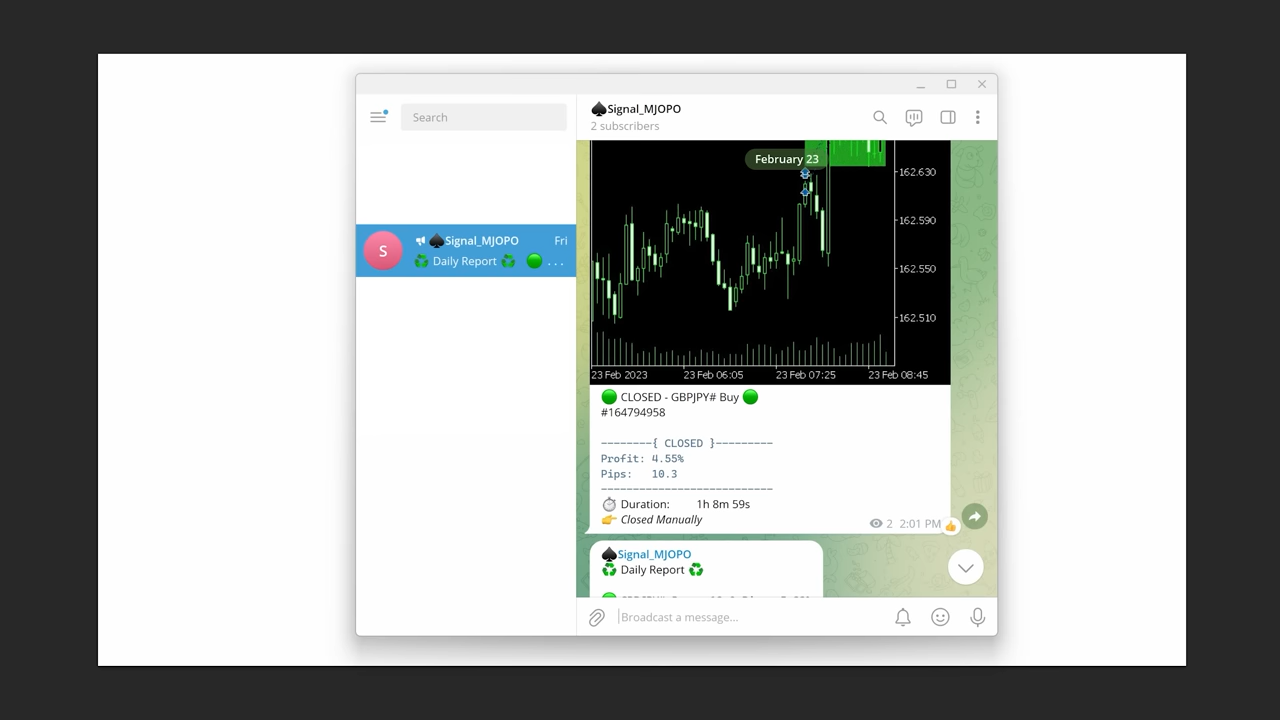 Search
♠Signal_MJOPO
2 subscribers
♠Signal_MJOPO
Fri
♻ Daily Report ♻ 🟢 ...
February 23
162.630
162.590
162.550
162.510
23 Feb 2023
23 Feb 06:05
23 Feb 07:25
23 Feb 08:45
🟢 CLOSED - GBPJPY# Buy 🟢
#164794958
--------{ CLOSED }---------
Profit: 4.55%
Pips: 10.3
---------------------------
⏱ Duration: 1h 8m 59s
👉 Closed Manually
2 2:01 PM
♠Signal_MJOPO
♻ Daily Report ♻
Broadcast a message...
S